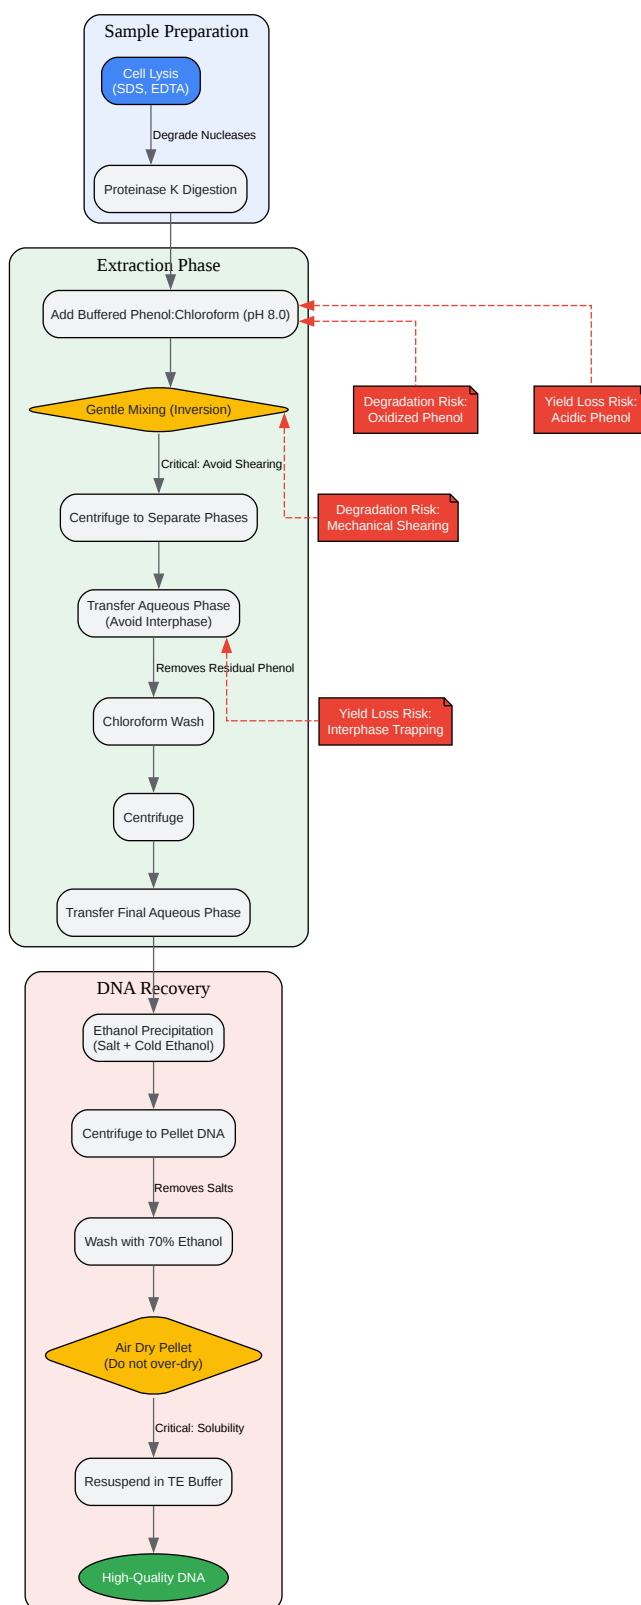 Sample Preparation
Cell Lysis
(SDS, EDTA)
Degrade Nucleases
Proteinase K Digestion
Extraction Phase
Add Buffered Phenol:Chloroform (pH 8.0)
Degradation Risk:
Oxidized Phenol
Yield Loss Risk:
Acidic Phenol
Gentle Mixing (Inversion)
Critical: Avoid Shearing
Centrifuge to Separate Phases
Degradation Risk:
Mechanical Shearing
Transfer Aqueous Phase
(Avoid Interphase)
Removes Residual Phenol
Chloroform Wash
Yield Loss Risk:
Interphase Trapping
Centrifuge
Transfer Final Aqueous Phase
DNA Recovery
Ethanol Precipitation
(Salt + Cold Ethanol)
Centrifuge to Pellet DNA
Removes Salts
Wash with 70% Ethanol
Air Dry Pellet
(Do not over-dry)
Critical: Solubility
Resuspend in TE Buffer
High-Quality DNA